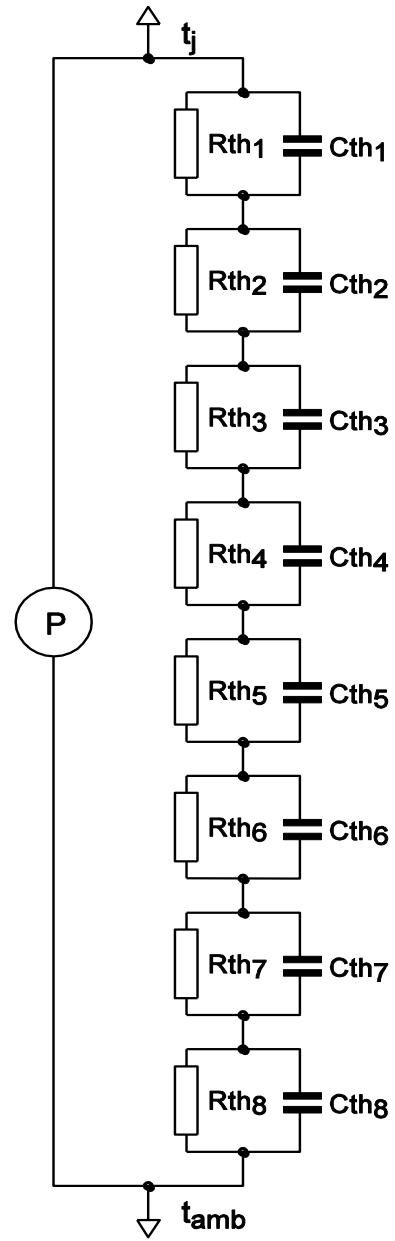 tj
Rth1 Cth1
Rth2 Cth2
Rth3 Cth3
Rth4 Cth4
P
Rth5 Cth5
Rth6 Cth6
Rth7 Cth7
Rth8 Cth8
tamb